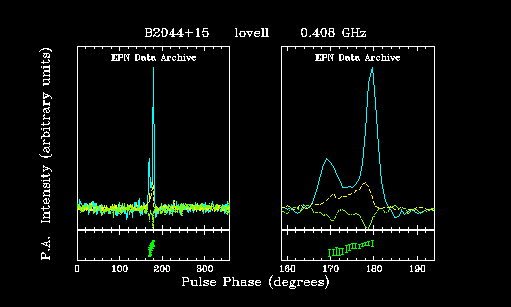 B2044+15 lovell 0.408 GHz
EPN Data Archive EPN Data Archive
P.A. Intensity (arbitrary units)
0 100 200 300 160 170 180 190
Pulse Phase (degrees)